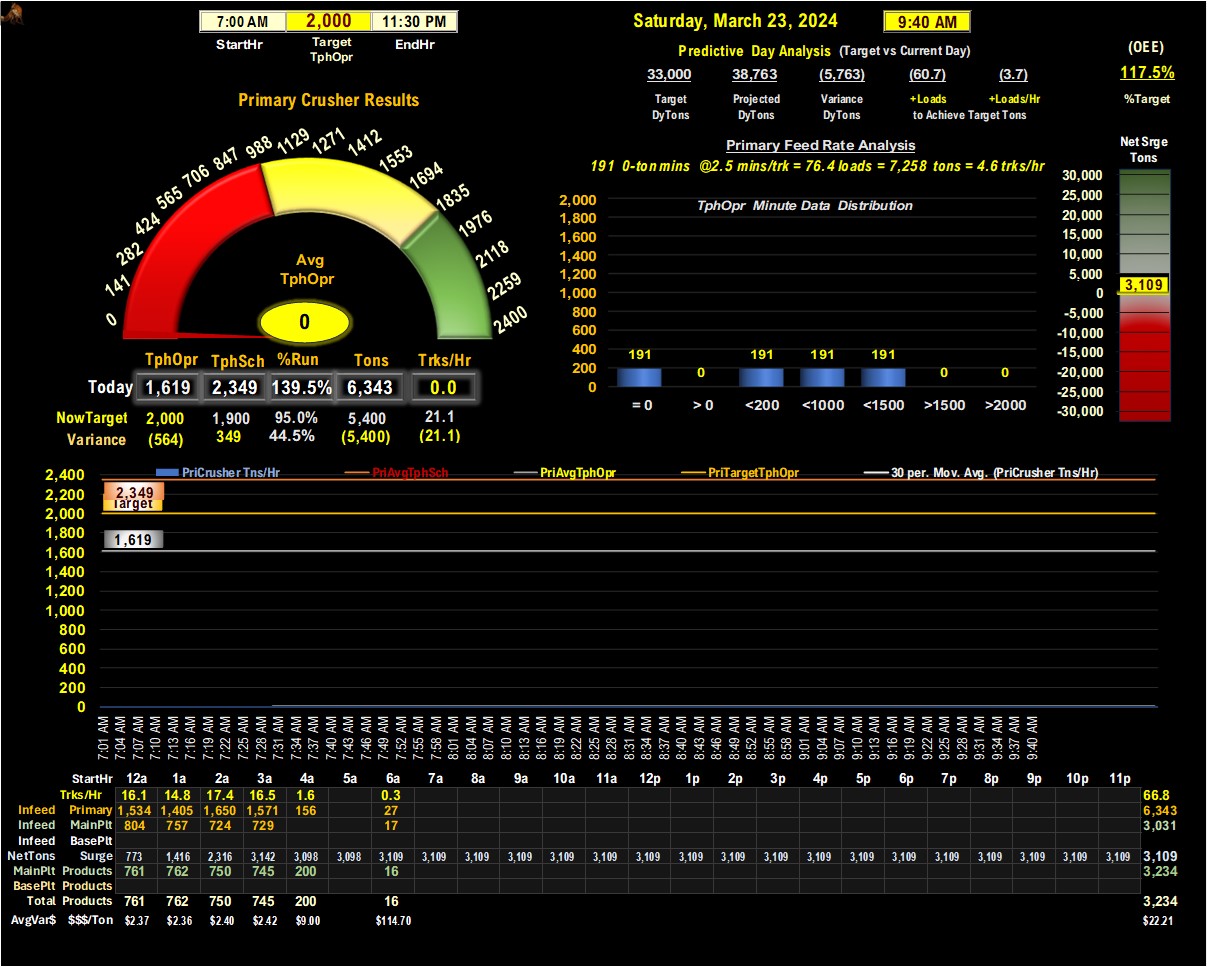 7:00 AM 2,000 11:30 PM
StartHr Target TphOpr EndHr
Saturday, March 23, 2024 9:40 AM
Predictive Day Analysis (Target vs Current Day)
33,000 38,763 (5,763) (60.7) (3.7)
Target Projected Variance +Loads +Loads/Hr
DyTons DyTons DyTons to Achieve Target Tons
(OEE)
117.5%
%Target
Primary Crusher Results
0 141 282 424 565 706 847 988 1129 1271 1412 1553 1694 1835 1976 2118 2259 2400
Avg
TphOpr
0
TphOpr TphSch %Run Tons Trks/Hr
Today 1,619 2,349 139.5% 6,343 0.0
NowTarget 2,000 1,900 95.0% 5,400 21.1
Variance (564) 349 44.5% (5,400) (21.1)
Primary Feed Rate Analysis
191 0-ton mins @2.5 mins/trk = 76.4 loads = 7,258 tons = 4.6 trks/hr
TphOpr Minute Data Distribution
2,000
1,800
1,600
1,400
1,200
1,000
800
600
400
200
0
191 0 191 191 191 0 0
= 0 > 0 <200 <1000 <1500 >1500 >2000
Net Srge
Tons
30,000
25,000
20,000
15,000
10,000
5,000
0
-5,000
-10,000
-15,000
-20,000
-25,000
-30,000
3,109
PriCrusher Tns/Hr PriAvgTphSch PriAvgTphOpr PriTargetTphOpr 30 per. Mov. Avg. (PriCrusher Tns/Hr)
2,400
2,200
2,000
1,800
1,600
1,400
1,200
1,000
800
600
400
200
0
2,349
Target
1,619
7:01 AM 7:04 AM 7:07 AM 7:10 AM 7:13 AM 7:16 AM 7:19 AM 7:22 AM 7:25 AM 7:28 AM 7:31 AM 7:34 AM 7:37 AM 7:40 AM 7:43 AM 7:46 AM 7:49 AM 7:52 AM 7:55 AM 7:58 AM 8:01 AM 8:04 AM 8:07 AM 8:10 AM 8:13 AM 8:16 AM 8:19 AM 8:22 AM 8:25 AM 8:28 AM 8:31 AM 8:34 AM 8:37 AM 8:40 AM 8:43 AM 8:46 AM 8:49 AM 8:52 AM 8:55 AM 8:58 AM 9:01 AM 9:04 AM 9:07 AM 9:10 AM 9:13 AM 9:16 AM 9:19 AM 9:22 AM 9:25 AM 9:28 AM 9:31 AM 9:34 AM 9:37 AM 9:40 AM
StartHr 12a 1a 2a 3a 4a 5a 6a 7a 8a 9a 10a 11a 12p 1p 2p 3p 4p 5p 6p 7p 8p 9p 10p 11p
Trks/Hr 16.1 14.8 17.4 16.5 1.6 0.3 66.8
Infeed Primary 1,534 1,405 1,650 1,571 156 27 6,343
Infeed MainPlt 804 757 724 729 17 3,031
Infeed BasePlt
NetTons Surge 773 1,416 2,316 3,142 3,098 3,098 3,109 3,109 3,109 3,109 3,109 3,109 3,109 3,109 3,109 3,109 3,109 3,109 3,109 3,109 3,109 3,109 3,109 3,109 3,109
MainPlt Products 761 762 750 745 200 16 3,234
BasePlt Products
Total Products 761 762 750 745 200 16 3,234
AvgVar$ $$$/Ton $2.37 $2.36 $2.40 $2.42 $9.00 $114.70 $22.21